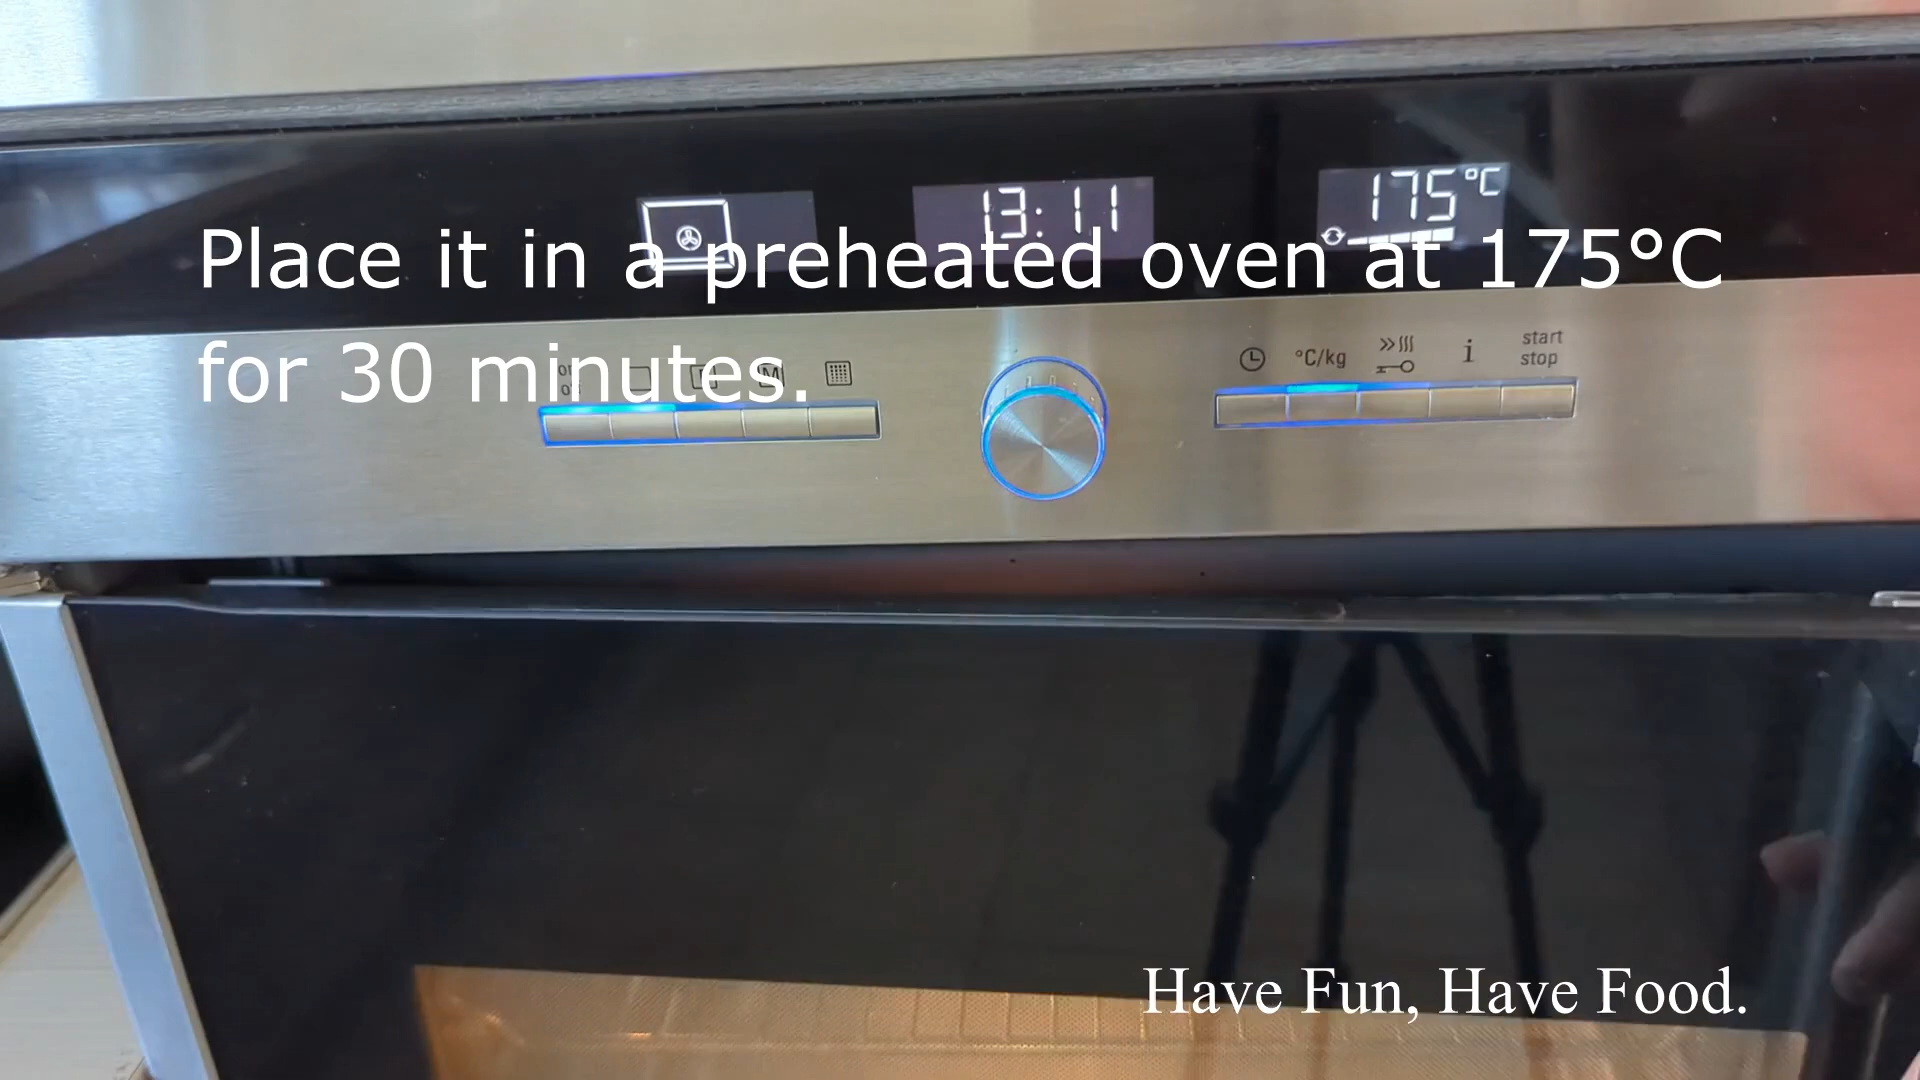 13:11
175°C
Place it in a preheated oven at 175°C
for 30 minutes.
°C/kg
i
start
stop
Have Fun, Have Food.